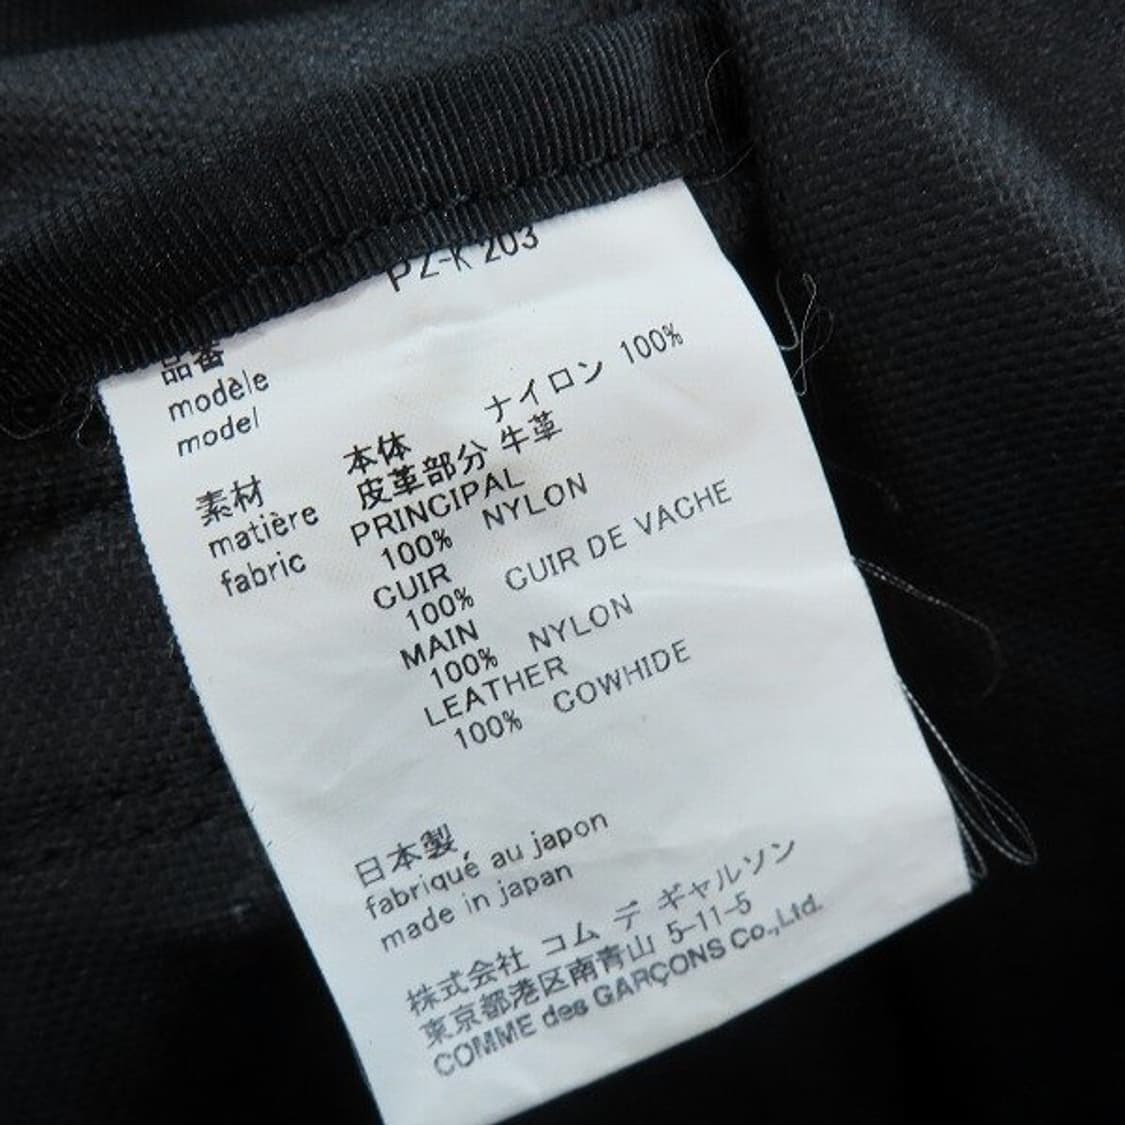 PZ-K203
品番
modèle
model
素材 本体 ナイロン 100%
matière 皮革部分 牛革
fabric PRINCIPAL
100% NYLON
CUIR
100% CUIR DE VACHE
MAIN
100% NYLON
LEATHER
100% COWHIDE
日本製
fabriqué au japon
made in japan
株式会社 コム デ ギャルソン
東京都港区南青山 5-11-5
COMME des GARÇONS Co.,Ltd.